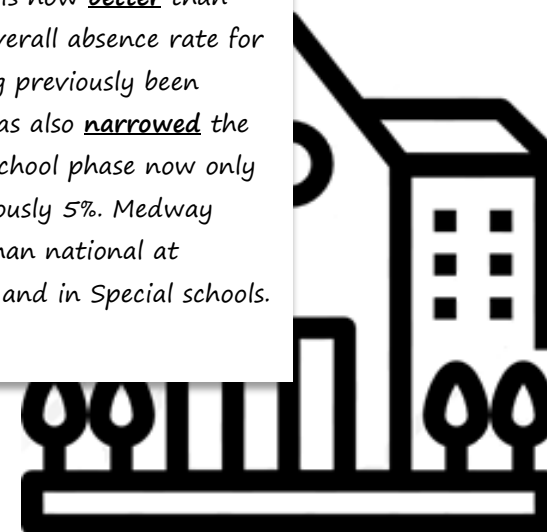 is now better than
verall absence rate for
g previously been
as also narrowed the
chool phase now only
ously 5%. Medway
han national at
and in Special schools.